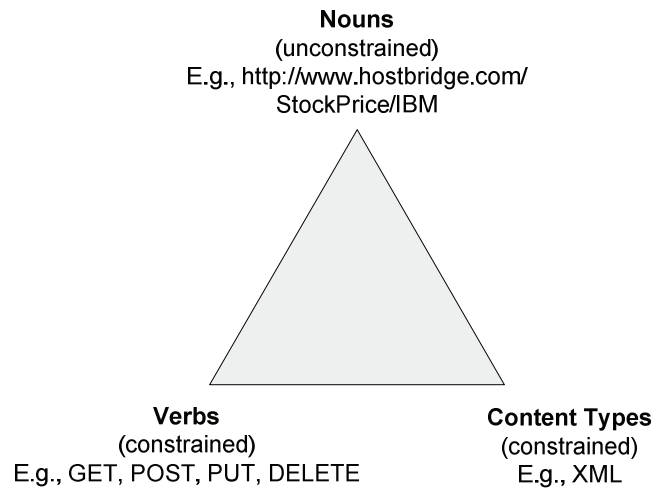 Nouns
(unconstrained)
E.g., http://www.hostbridge.com/
StockPrice/IBM
Verbs
(constrained)
E.g., GET, POST, PUT, DELETE
Content Types
(constrained)
E.g., XML